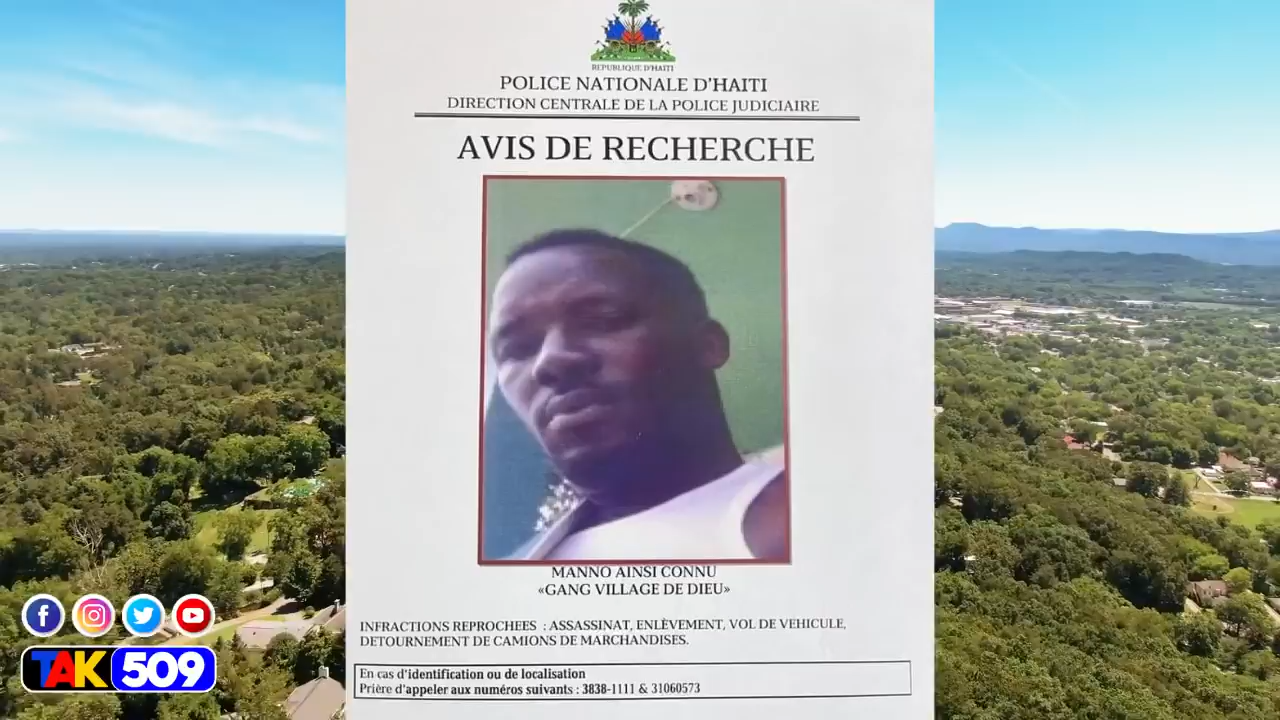 REPUBLIQUE D'HAITI
POLICE NATIONALE D'HAITI
DIRECTION CENTRALE DE LA POLICE JUDICIAIRE
AVIS DE RECHERCHE
MANNO AINSI CONNU
«GANG VILLAGE DE DIEU»
INFRACTIONS REPROCHEES : ASSASSINAT, ENLÈVEMENT, VOL DE VEHICULE,
DETOURNEMENT DE CAMIONS DE MARCHANDISES.
En cas d'identification ou de localisation
Prière d'appeler aux numéros suivants : 3838-1111 & 31060573
TAK 509